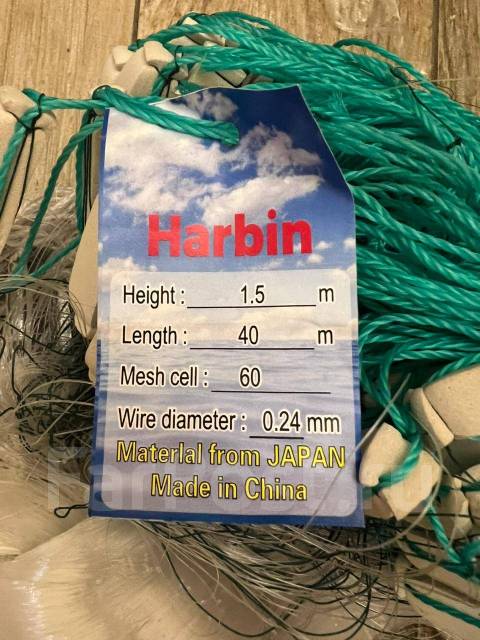 Harbin
Height : 1.5 m
Length : 40 m
Mesh cell : 60
Wire diameter : 0.24 mm
Materlal from JAPAN
Made in China